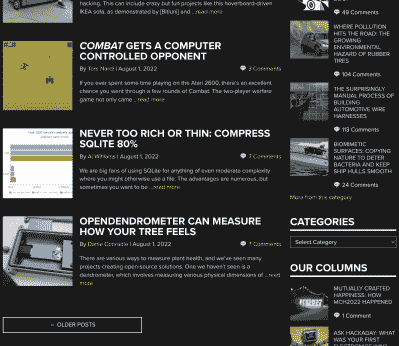 hacking. This can include crazy but fun projects like this hoverboard-driven
IKEA sofa, as demonstrated by [Bitluni] and ...read more
COMBAT GETS A COMPUTER
CONTROLLED OPPONENT
By Tom Nardi | August 1, 2022
3 Comments
If you ever spent some time playing on the Atari 2600, there's an excellent
chance you went through a few rounds of Combat. The two-player warfare
game not only came ...read more
NEVER TOO RICH OR THIN: COMPRESS
SQLITE 80%
By Al Williams | August 1, 2022
7 Comments
We are big fans of using SQLite for anything of even moderate complexity
where you might otherwise use a file. The advantages are numerous, but
sometimes you want to be ...read more
OPENDENDROMETER CAN MEASURE
HOW YOUR TREE FEELS
By Danie Conradie | August 1, 2022
7 Comments
There are various ways to measure plant health, and we've seen many
projects creating open-source solutions. One we haven't seen is a
dendrometer, which involves measuring various physical dimensions of ...read
more
← OLDER POSTS
49 Comments
WHERE POLLUTION
HITS THE ROAD: THE
GROWING
ENVIRONMENTAL
HAZARD OF RUBBER
TIRES
104 Comments
THE SURPRISINGLY
MANUAL PROCESS OF
BUILDING
AUTOMOTIVE WIRE
HARNESSES
113 Comments
BIOMIMETIC
SURFACES: COPYING
NATURE TO DETER
BACTERIA AND KEEP
SHIP HULLS SMOOTH
24 Comments
More from this category
CATEGORIES
Select Category
OUR COLUMNS
MUTUALLY CRAFTED
HAPPINESS: HOW
MCH2022 HAPPENED
1 Comment
ASK HACKADAY: WHAT
WAS YOUR FIRST